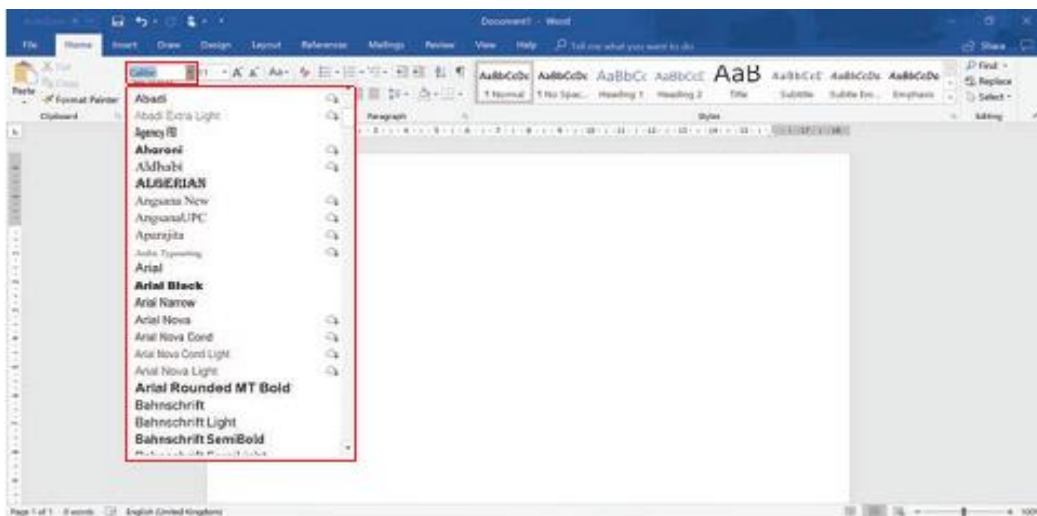 Document1 - Word
File Home Insert Draw Design Layout References Mailings Review View Help Tell me what you want to do Share
Cut
Paste
Format Painter
Clipboard
Calibri 11
AaBbCcDc AaBbCcDc AaBbCc AaBbCcE AaB AaBbCcE AaBbCcDc AaBbCcDc
¶ Normal ¶ No Spac... Heading 1 Heading 2 Title Subtitle Subtle Em... Emphasis
Paragraph
Styles
Find
Replace
Select
Editing
Abadi
Abadi Extra Light
Agency FB
Aharoni
Aldhabi
ALGERIAN
Angsana New
AngsanaUPC
Aparajita
Arabic Typesetting
Arial
Arial Black
Arial Narrow
Arial Nova
Arial Nova Cond
Arial Nova Cond Light
Arial Nova Light
Arial Rounded MT Bold
Bahnschrift
Bahnschrift Light
Bahnschrift SemiBold
Page 1 of 1 0 words English (United Kingdom) 100%